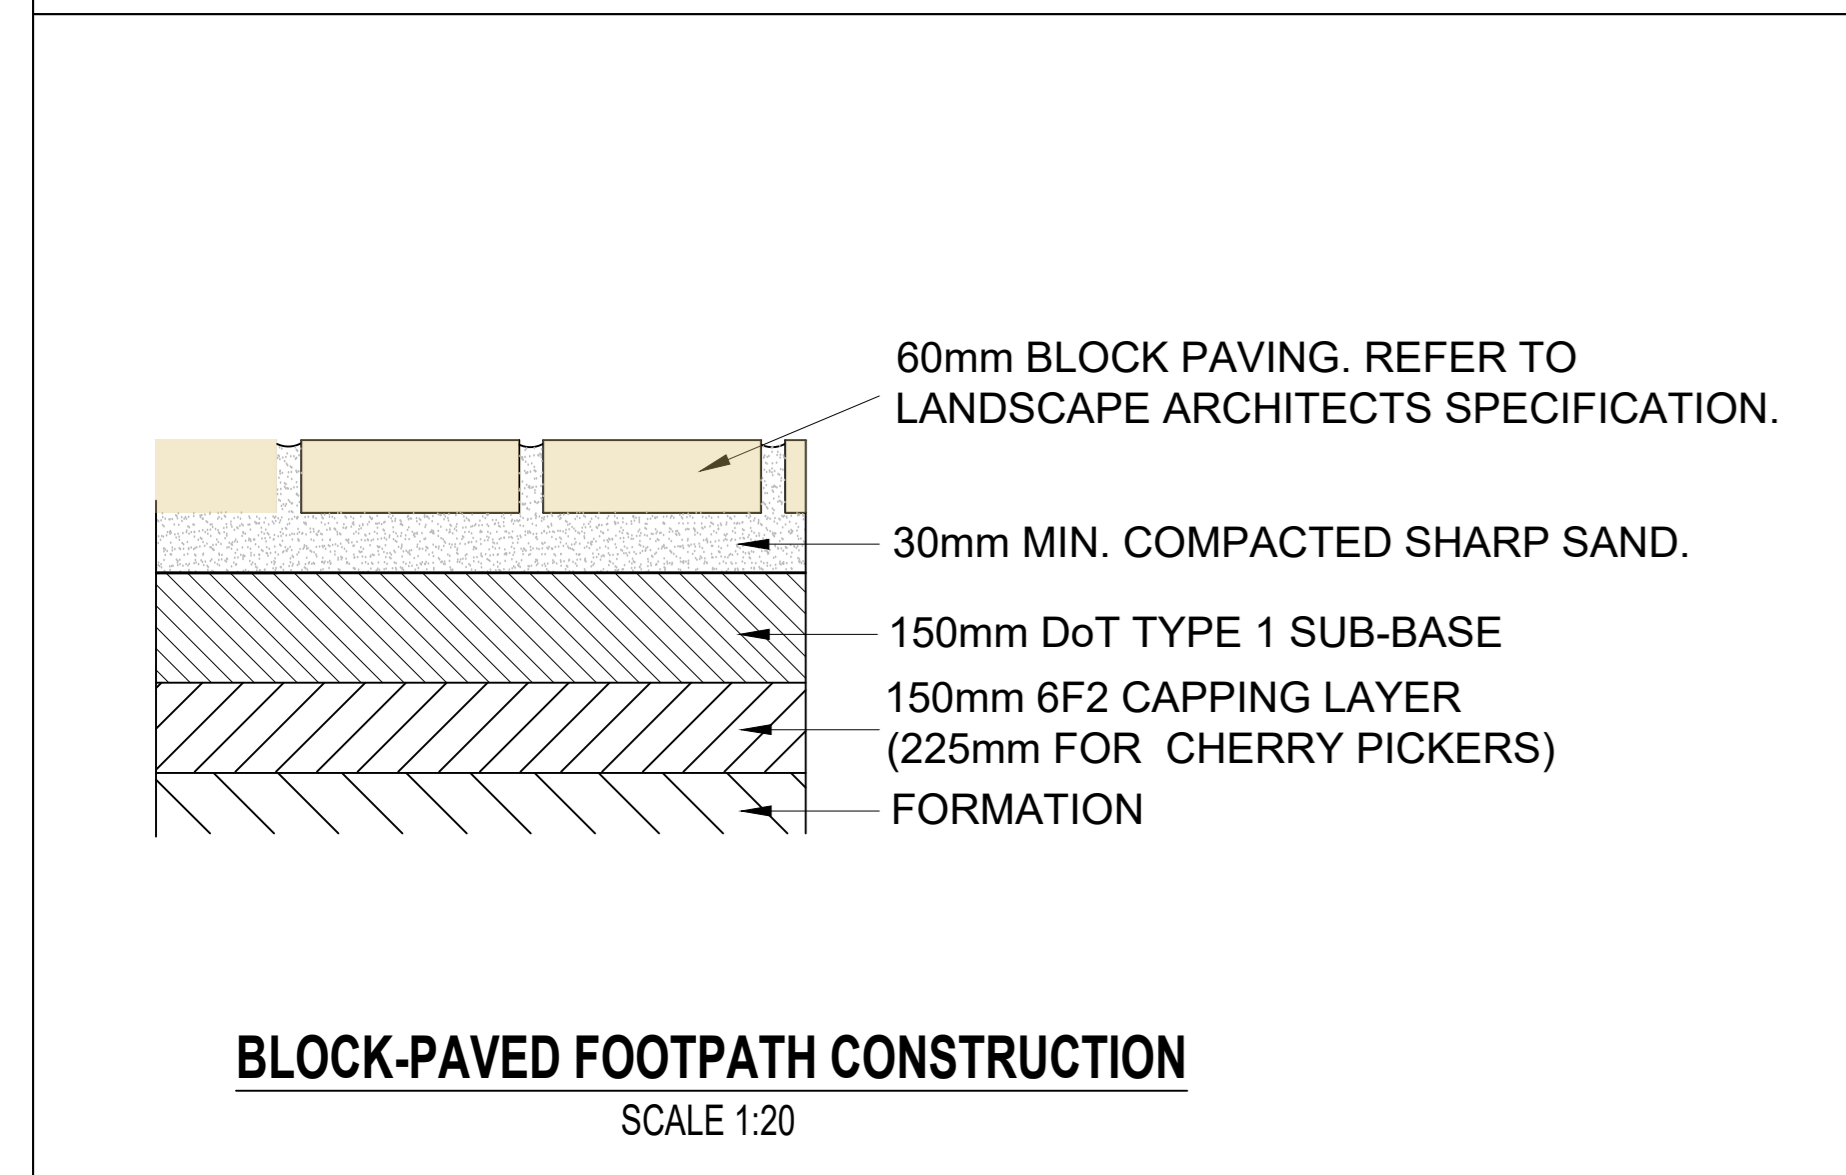 60mm BLOCK PAVING. REFER TO
LANDSCAPE ARCHITECTS SPECIFICATION.
30mm MIN. COMPACTED SHARP SAND.
150mm DoT TYPE 1 SUB-BASE
150mm 6F2 CAPPING LAYER
(225mm FOR  CHERRY PICKERS)
FORMATION
BLOCK-PAVED FOOTPATH CONSTRUCTION
SCALE 1:20